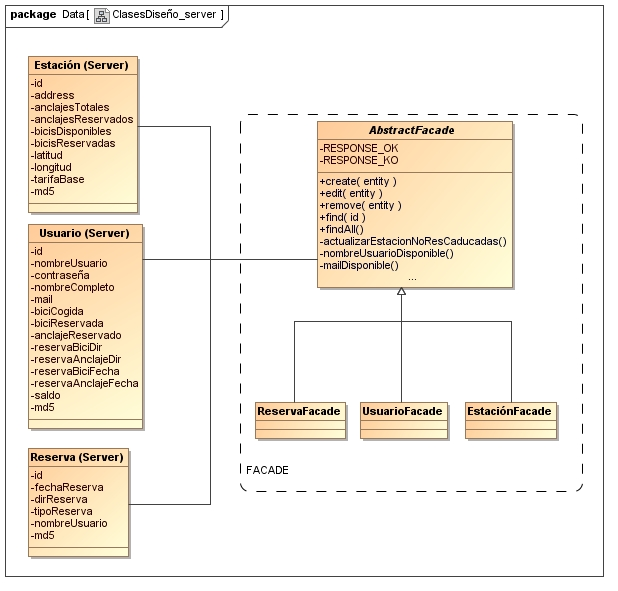 package Data[ ClasesDiseño_server ]
Estación (Server)
-id
-address
-anclajesTotales
-anclajesReservados
-bicisDisponibles
-bicisReservadas
-latitud
-longitud
-tarifaBase
-md5
Usuario (Server)
-id
-nombreUsuario
-contraseña
-nombreCompleto
-mail
-biciCogida
-biciReservada
-anclajeReservado
-reservaBiciDir
-reservaAnclajeDir
-reservaBiciFecha
-reservaAnclajeFecha
-saldo
-md5
Reserva (Server)
-id
-fechaReserva
-dirReserva
-tipoReserva
-nombreUsuario
-md5
AbstractFacade
-RESPONSE_OK
-RESPONSE_KO
+create( entity )
+edit( entity )
+remove( entity )
+find( id )
+findAll()
-actualizarEstacionNoResCaducadas()
-nombreUsuarioDisponible()
-mailDisponible()
...
ReservaFacade
UsuarioFacade
EstaciónFacade
FACADE